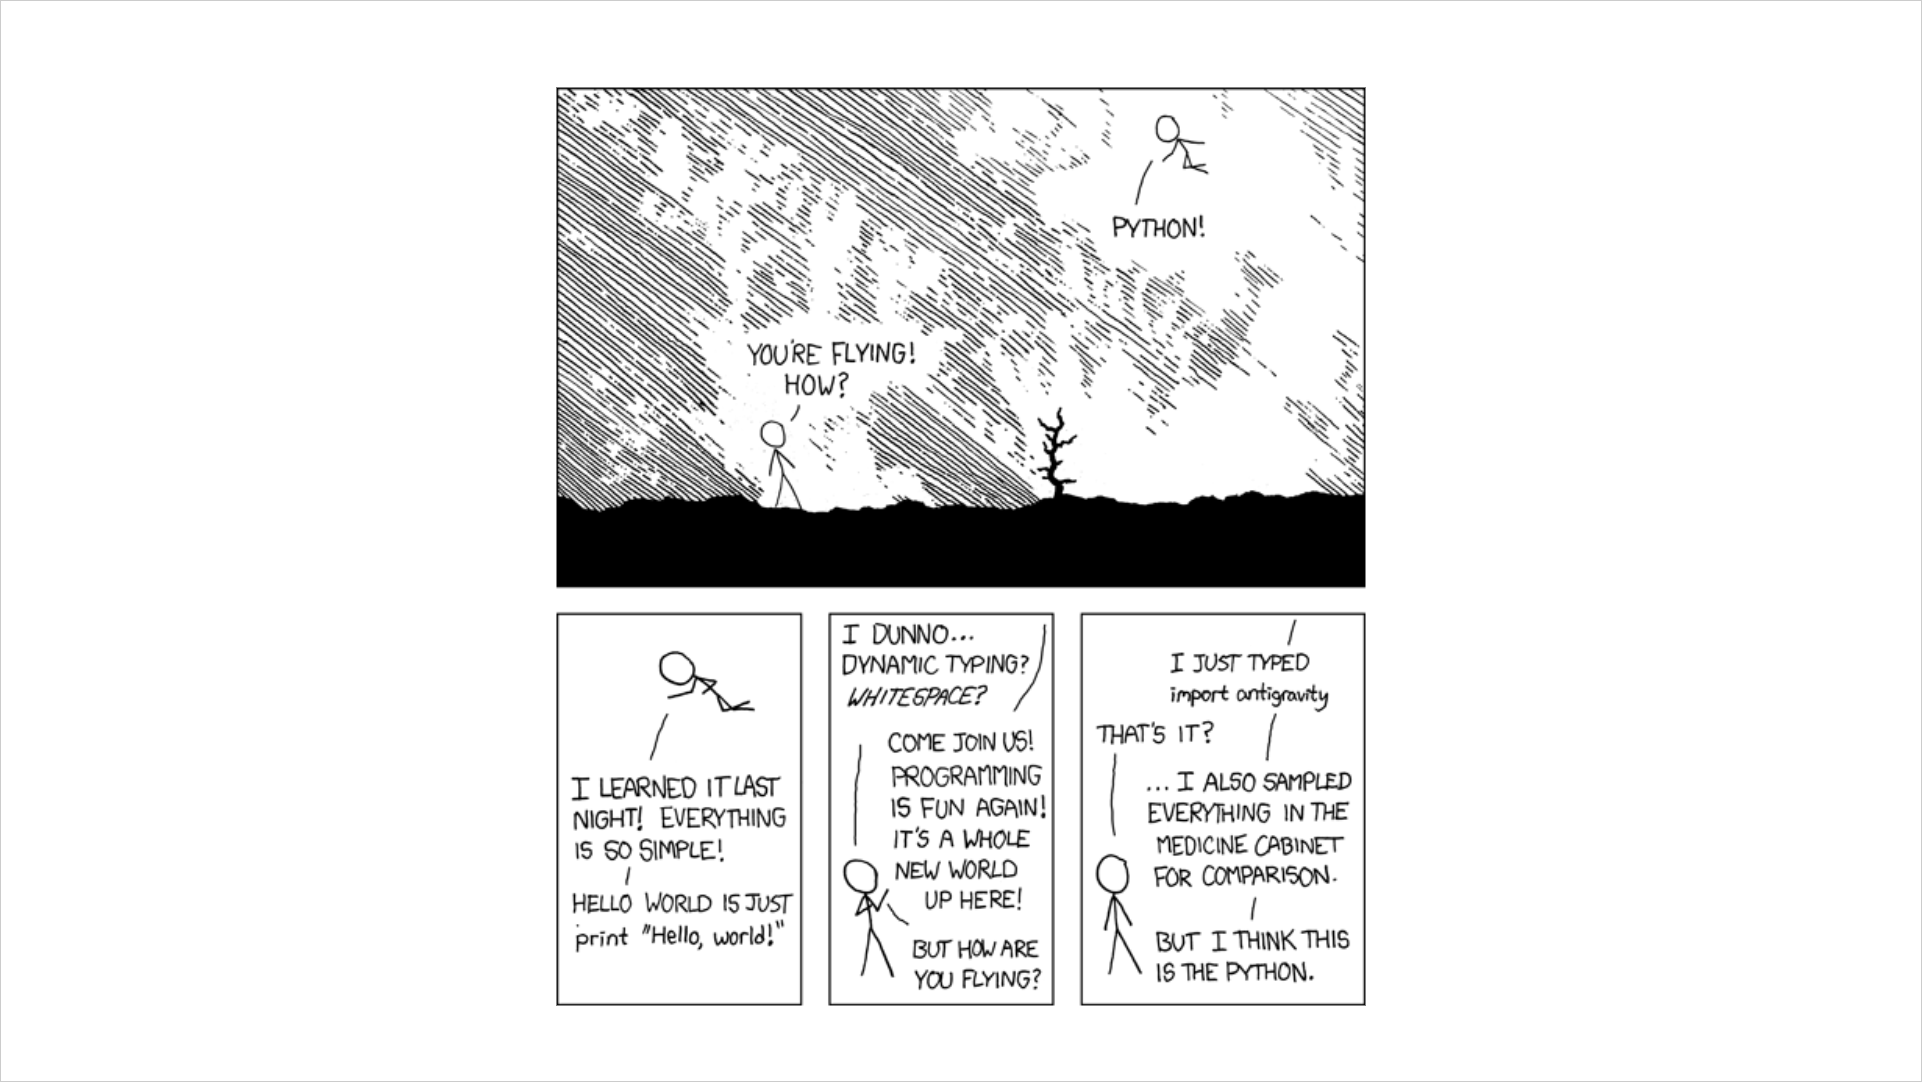 YOU'RE FLYING!
HOW?
PYTHON!
I LEARNED IT LAST
NIGHT! EVERYTHING
IS SO SIMPLE!
HELLO WORLD IS JUST
print "Hello, world!"
I DUNNO...
DYNAMIC TYPING?
WHITESPACE?
COME JOIN US!
PROGRAMMING
IS FUN AGAIN!
IT'S A WHOLE
NEW WORLD
UP HERE!
BUT HOW ARE
YOU FLYING?
I JUST TYPED
import antigravity
THAT'S IT?
...I ALSO SAMPLED
EVERYTHING IN THE
MEDICINE CABINET
FOR COMPARISON.
BUT I THINK THIS
IS THE PYTHON.